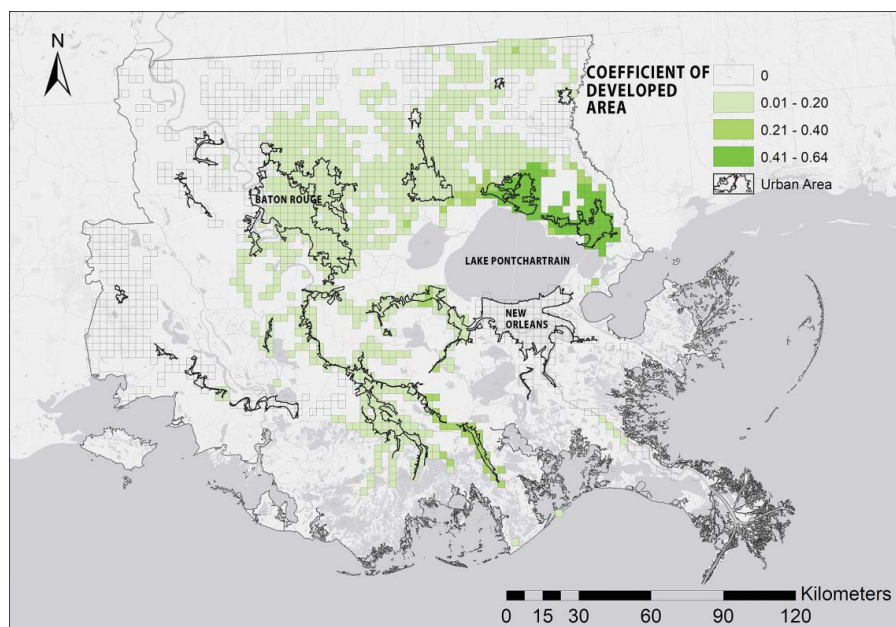 N
COEFFICIENT OF
DEVELOPED
AREA
0
0.01 - 0.20
0.21 - 0.40
0.41 - 0.64
Urban Area
BATON ROUGE
LAKE PONTCHARTRAIN
NEW
ORLEANS
Kilometers
0 15 30 60 90 120